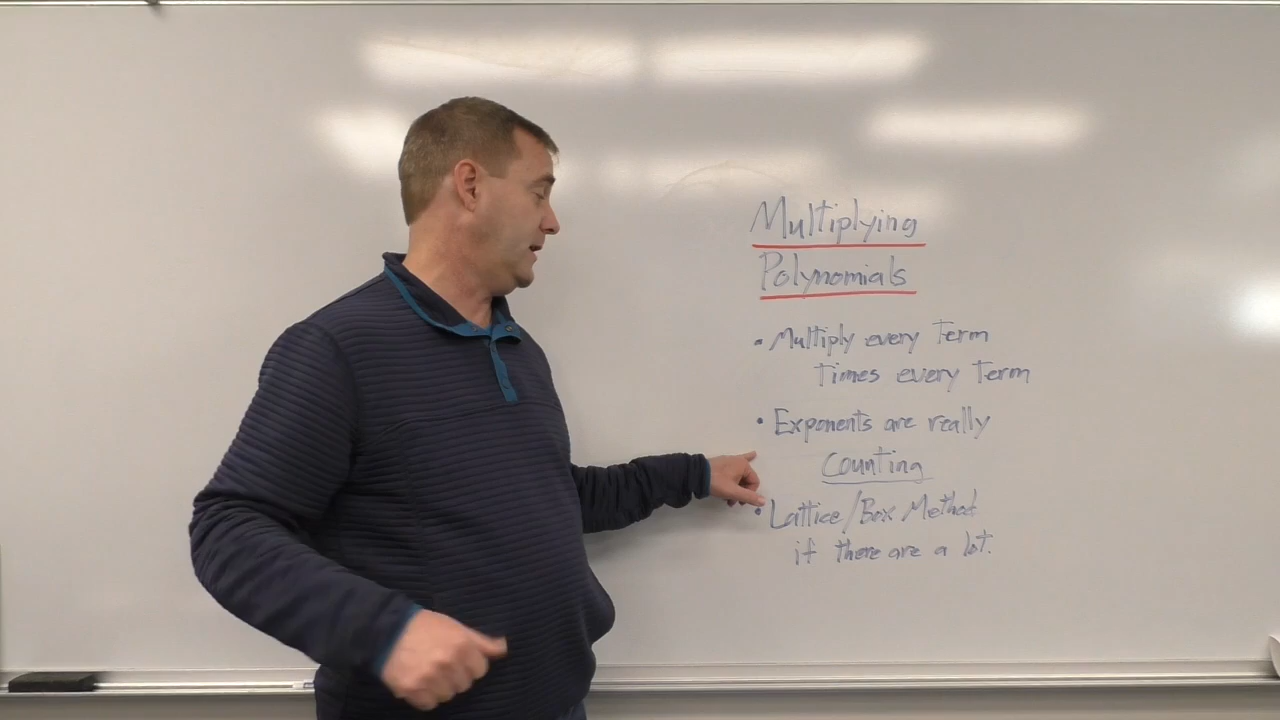 Multiplying
Polynomials
• Multiply every Term
times every Term
• Exponents are really
Counting
• Lattice/Box Method
if there are a lot.